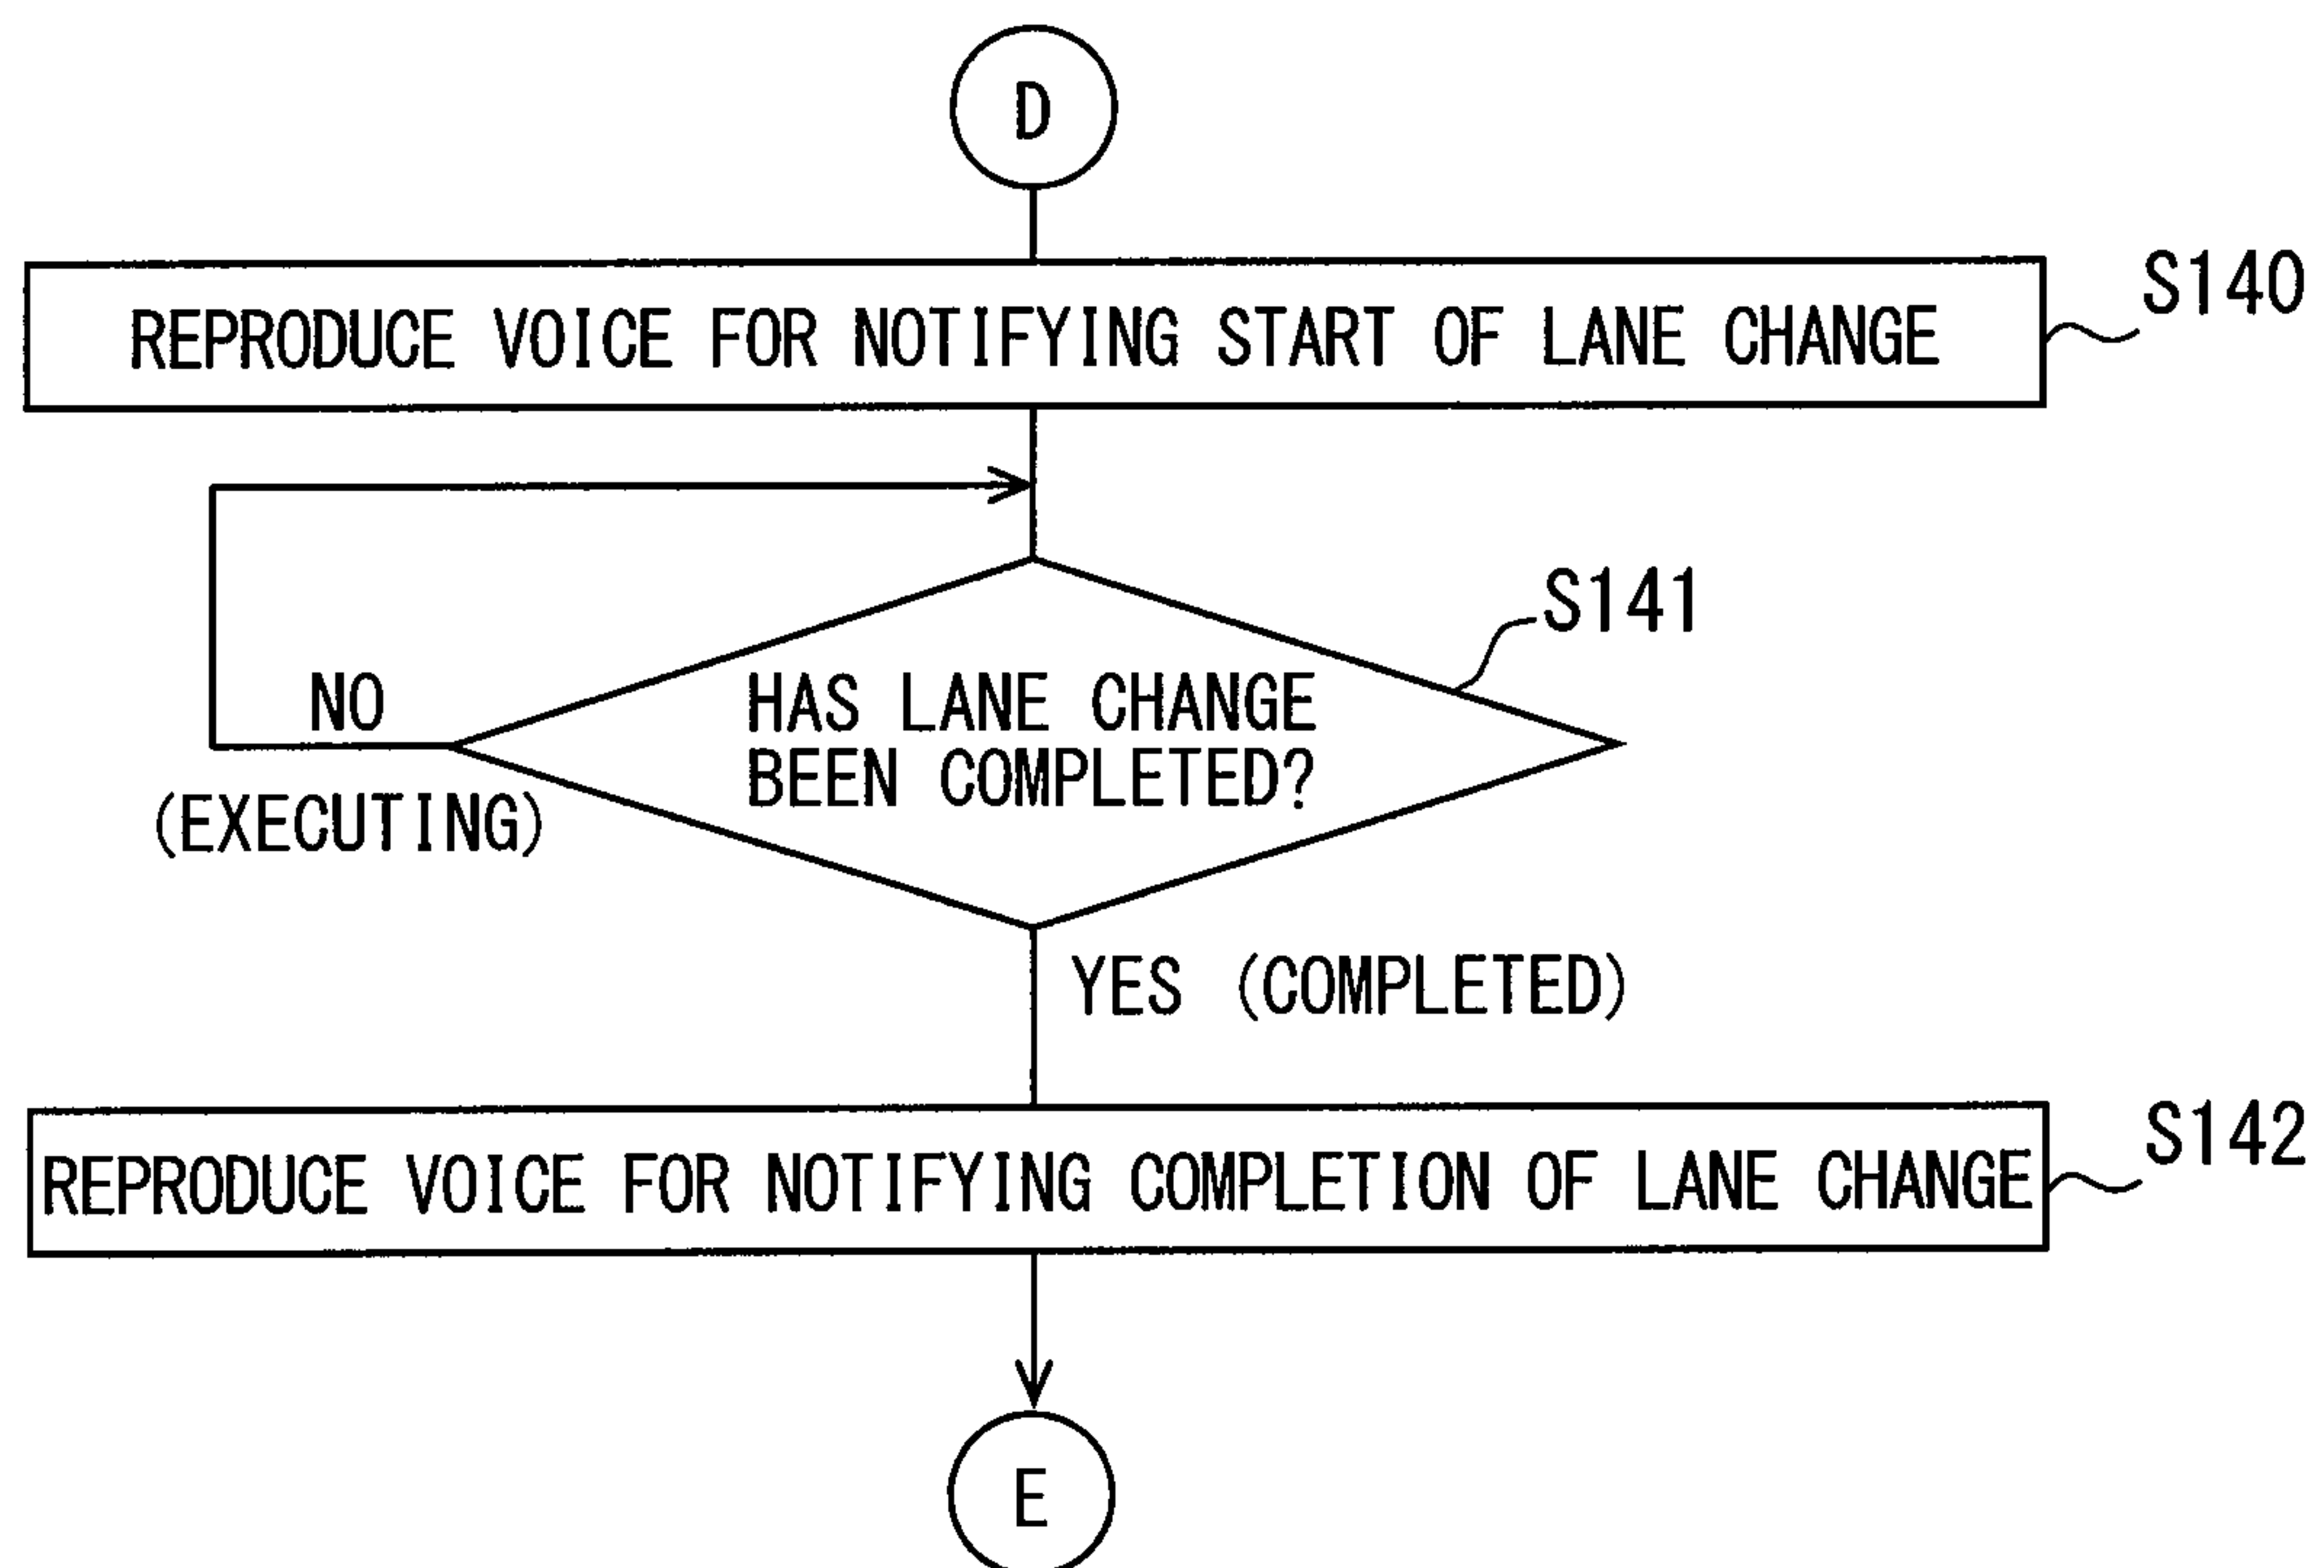 D
REPRODUCE VOICE FOR NOTIFYING START OF LANE CHANGE
S140
S141
HAS LANE CHANGE
BEEN COMPLETED?
NO
(EXECUTING)
YES (COMPLETED)
REPRODUCE VOICE FOR NOTIFYING COMPLETION OF LANE CHANGE
S142
E